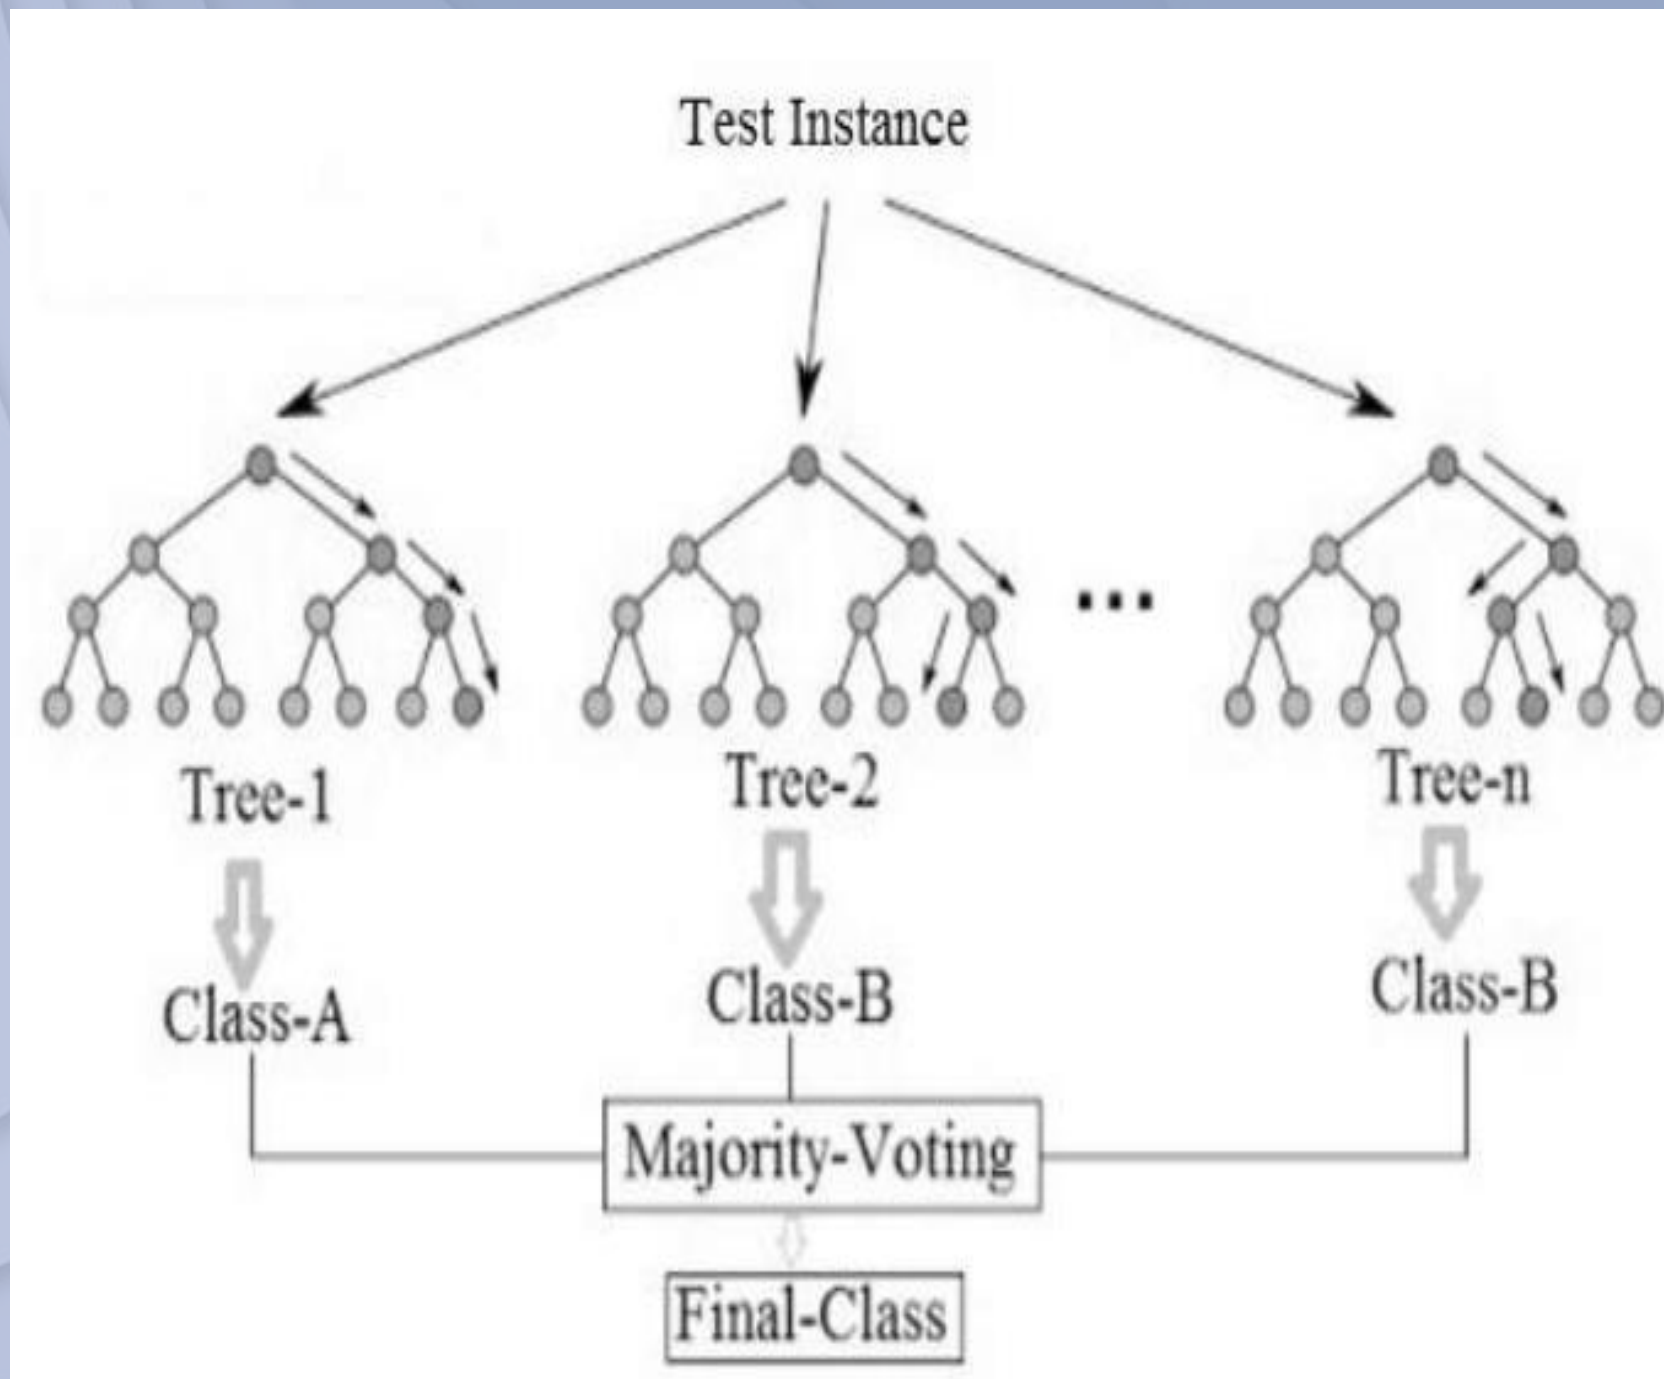 Test Instance
...
Tree-1
Tree-2
Tree-n
Class-A
Class-B
Class-B
Majority-Voting
Final-Class